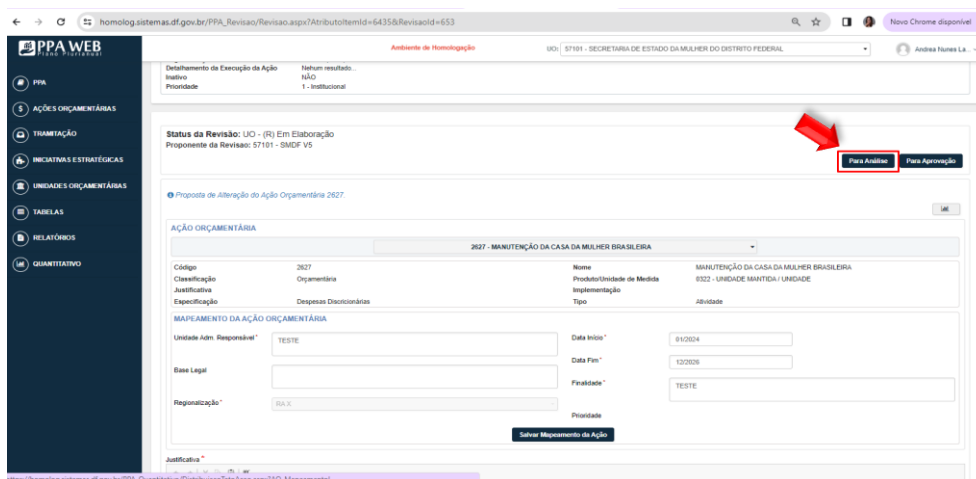 homolog.sistemas.df.gov.br/PPA_Revisao/Revisao.aspx?AtributoItemId=6435&RevisaoId=653
Novo Chrome disponível
PPA WEB
Plano Plurianual
Ambiente de Homologação
UO: 57101 - SECRETARIA DE ESTADO DA MULHER DO DISTRITO FEDERAL
Andrea Nunes La...
Detalhamento da Execução da Ação Nenhum resultado...
Inativo NÃO
Prioridade 1 - Institucional
PPA
AÇÕES ORÇAMENTÁRIAS
TRAMITAÇÃO
INICIATIVAS ESTRATÉGICAS
UNIDADES ORÇAMENTÁRIAS
TABELAS
RELATÓRIOS
QUANTITATIVO
Status da Revisão: UO - (R) Em Elaboração
Proponente da Revisao: 57101 - SMDF V5
Para Análise Para Aprovação
Proposta de Alteração do Ação Orçamentária 2627.
AÇÃO ORÇAMENTÁRIA
2627 - MANUTENÇÃO DA CASA DA MULHER BRASILEIRA
Código 2627 Nome MANUTENÇÃO DA CASA DA MULHER BRASILEIRA
Classificação Orçamentária Produto/Unidade de Medida 0322 - UNIDADE MANTIDA / UNIDADE
Justificativa Implementação
Especificação Despesas Discricionárias Tipo Atividade
MAPEAMENTO DA AÇÃO ORÇAMENTÁRIA
Unidade Adm. Responsável * TESTE Data Início * 01/2024
Data Fim * 12/2026
Base Legal
Finalidade * TESTE
Regionalização * RA X
Prioridade
Salvar Mapeamento da Ação
Justificativa *